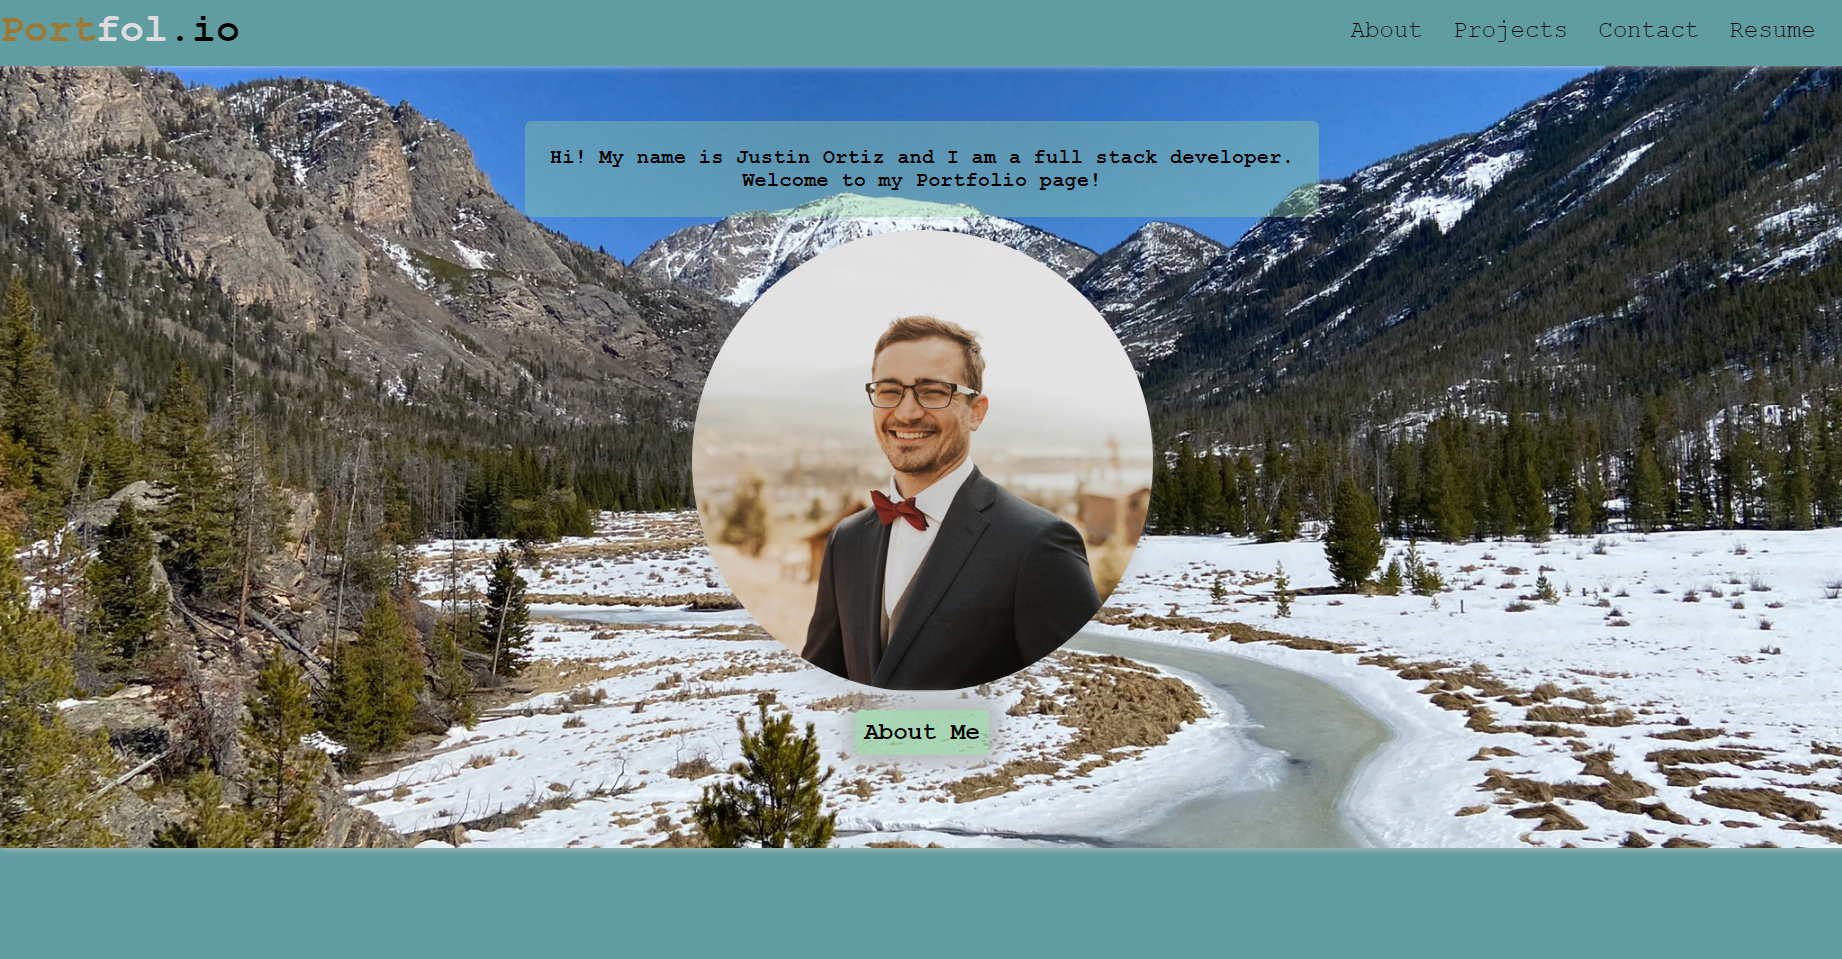 Portfol.io
About Projects Contact Resume
Hi! My name is Justin Ortiz and I am a full stack developer.
Welcome to my Portfolio page!
About Me